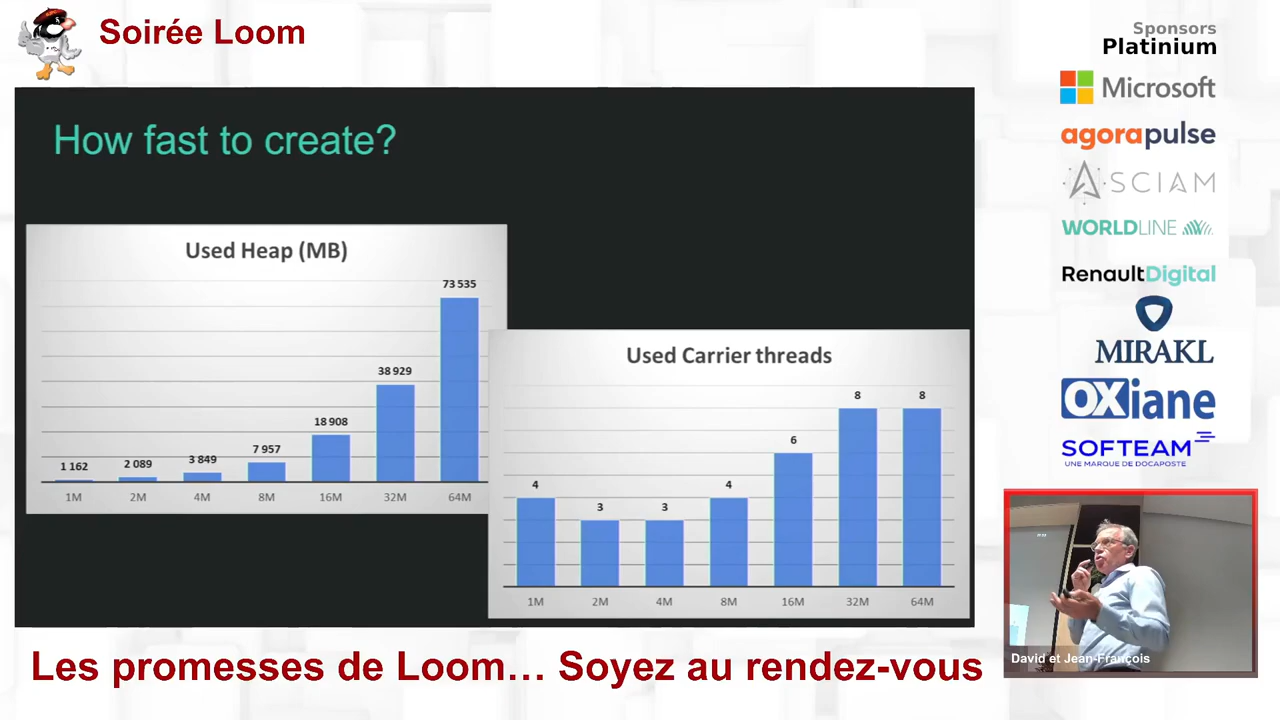 Soirée Loom
How fast to create?
Used Heap (MB)
73 535
38 929
18 908
7 957
3 849
2 089
1 162
1M 2M 4M 8M 16M 32M 64M
Used Carrier threads
4 3 3 4 6 8 8
1M 2M 4M 8M 16M 32M 64M
Les promesses de Loom… Soyez au rendez-vous
Sponsors
Platinium
Microsoft
agorapulse
ASCIAM
WORLDLINE
RenaultDigital
MIRAKL
OXiane
SOFTEAM
UNE MARQUE DE DOCAPOSTE
David et Jean-François